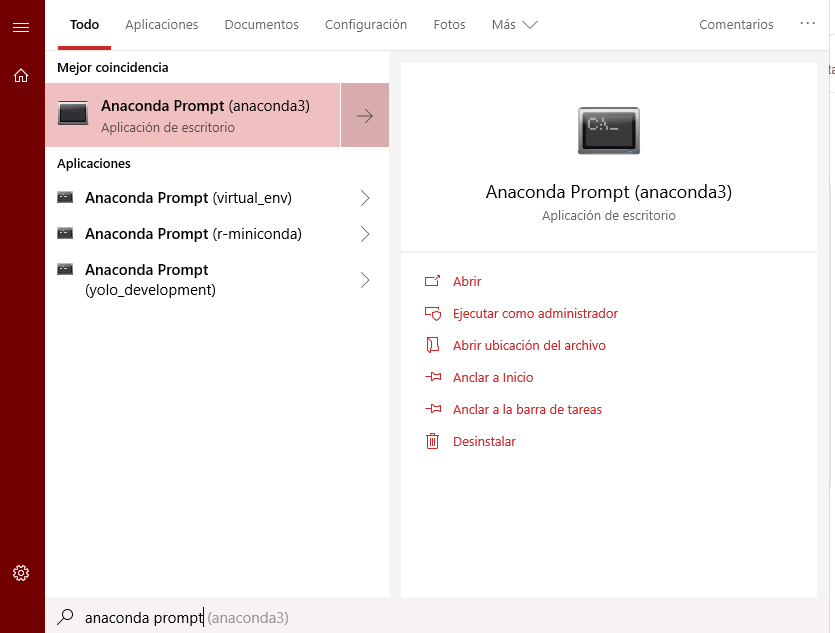 Todo Aplicaciones Documentos Configuración Fotos Más Comentarios ...
Mejor coincidencia
Anaconda Prompt (anaconda3)
Aplicación de escritorio
Aplicaciones
Anaconda Prompt (virtual_env)
Anaconda Prompt (r-miniconda)
Anaconda Prompt
(yolo_development)
C:\_
Anaconda Prompt (anaconda3)
Aplicación de escritorio
Abrir
Ejecutar como administrador
Abrir ubicación del archivo
Anclar a Inicio
Anclar a la barra de tareas
Desinstalar
anaconda prompt (anaconda3)